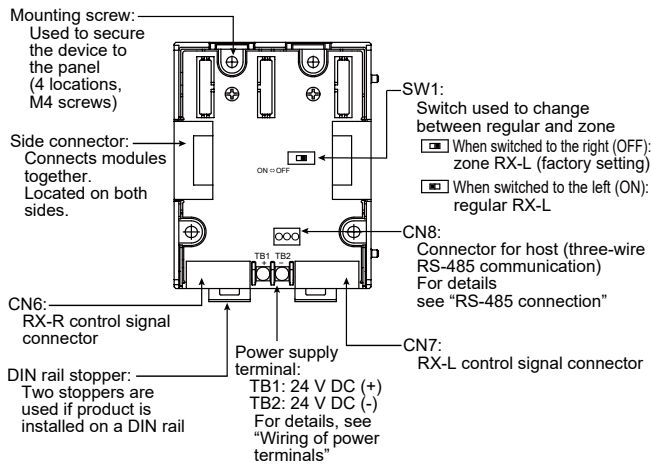 Mounting screw:
Used to secure
the device to
the panel
(4 locations,
M4 screws)
Side connector:
Connects modules
together.
Located on both
sides.
ON⇔OFF
TB1 TB2
+ −
SW1:
Switch used to change
between regular and zone
When switched to the right (OFF):
zone RX-L (factory setting)
When switched to the left (ON):
regular RX-L
CN8:
Connector for host (three-wire
RS-485 communication)
For details
see “RS-485 connection”
CN6:
RX-R control signal
connector
DIN rail stopper:
Two stoppers are
used if product is
installed on a DIN rail
Power supply
terminal:
TB1: 24 V DC (+)
TB2: 24 V DC (-)
For details, see
“Wiring of power
terminals”
CN7:
RX-L control signal connector